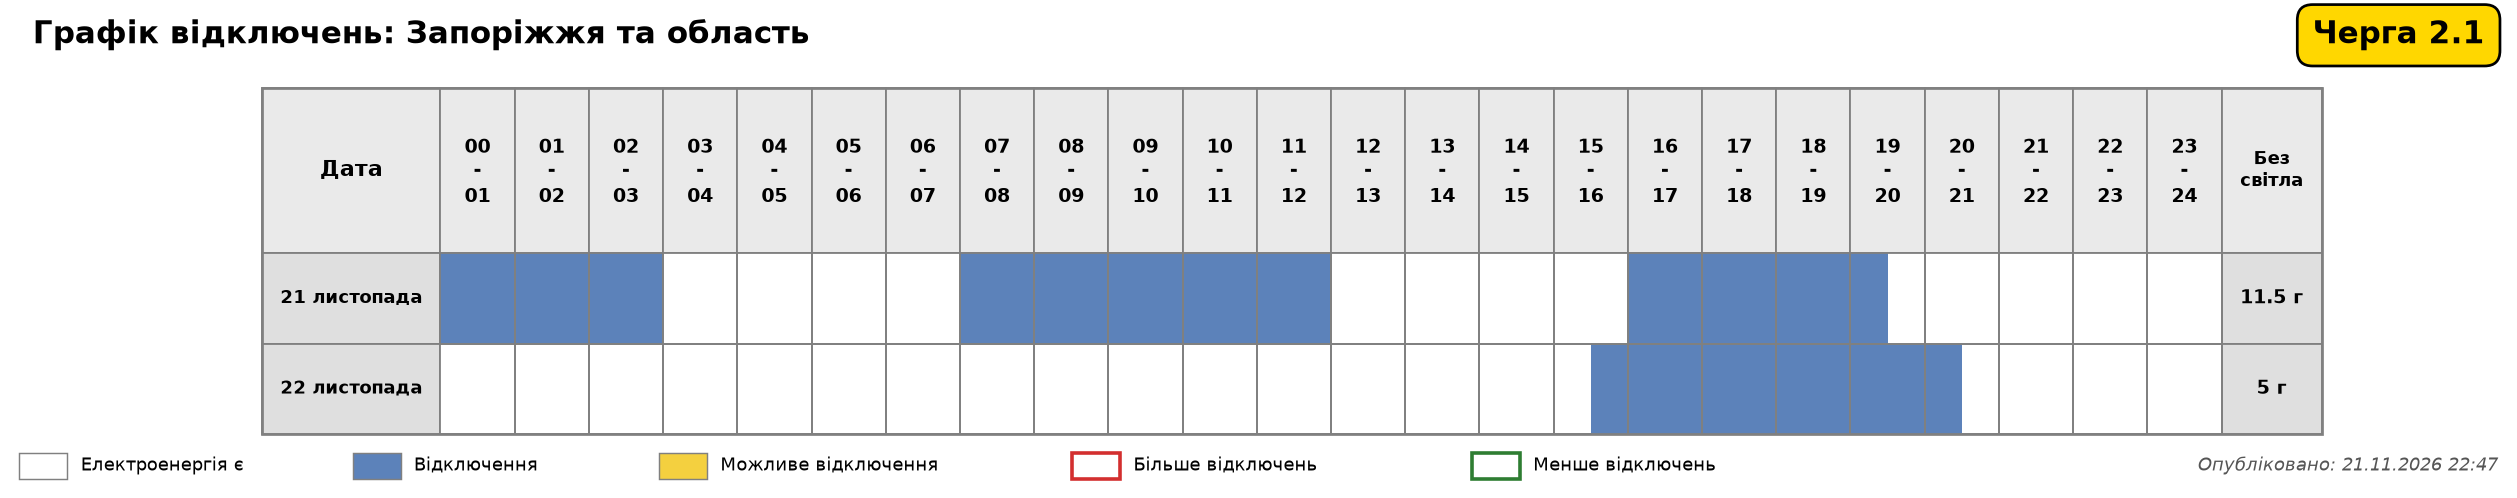 Графік відключень: Запоріжжя та область
Черга 2.1
Дата
00 - 01
01 - 02
02 - 03
03 - 04
04 - 05
05 - 06
06 - 07
07 - 08
08 - 09
09 - 10
10 - 11
11 - 12
12 - 13
13 - 14
14 - 15
15 - 16
16 - 17
17 - 18
18 - 19
19 - 20
20 - 21
21 - 22
22 - 23
23 - 24
Без
світла
21 листопада
11.5 г
22 листопада
5 г
Електроенергія є
Відключення
Можливе відключення
Більше відключень
Менше відключень
Опубліковано: 21.11.2026 22:47